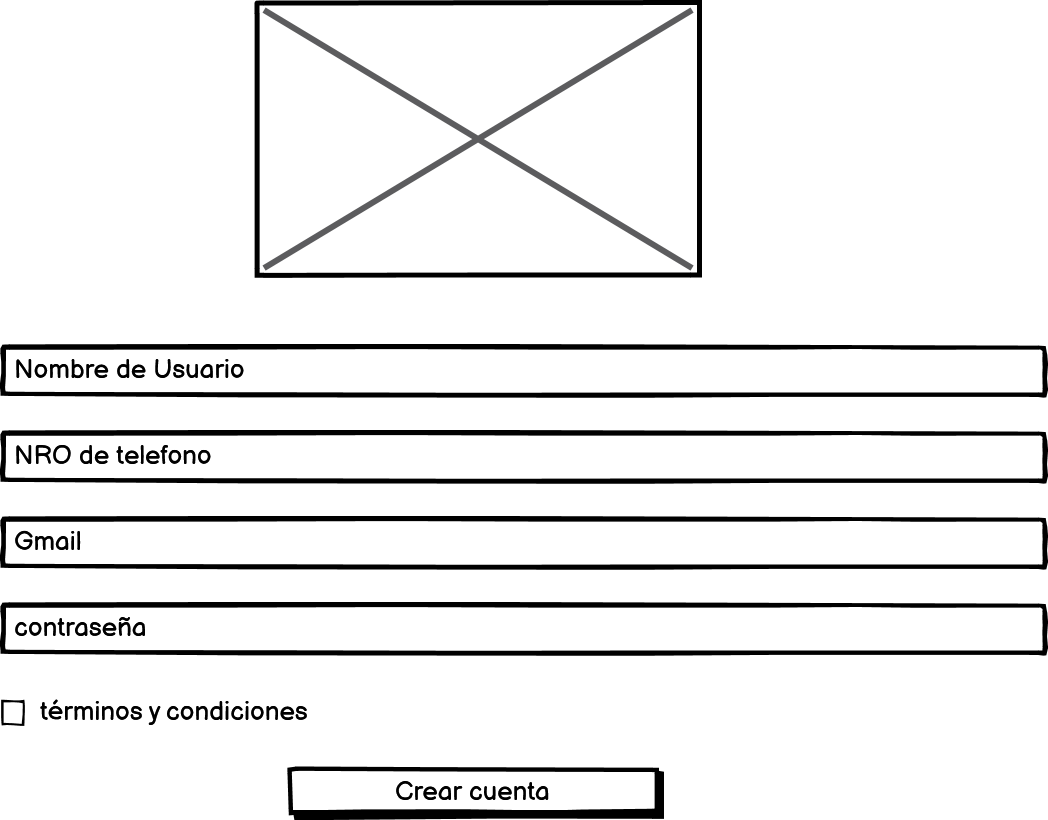 Nombre de Usuario
NRO de telefono
Gmail
contraseña
términos y condiciones
Crear cuenta